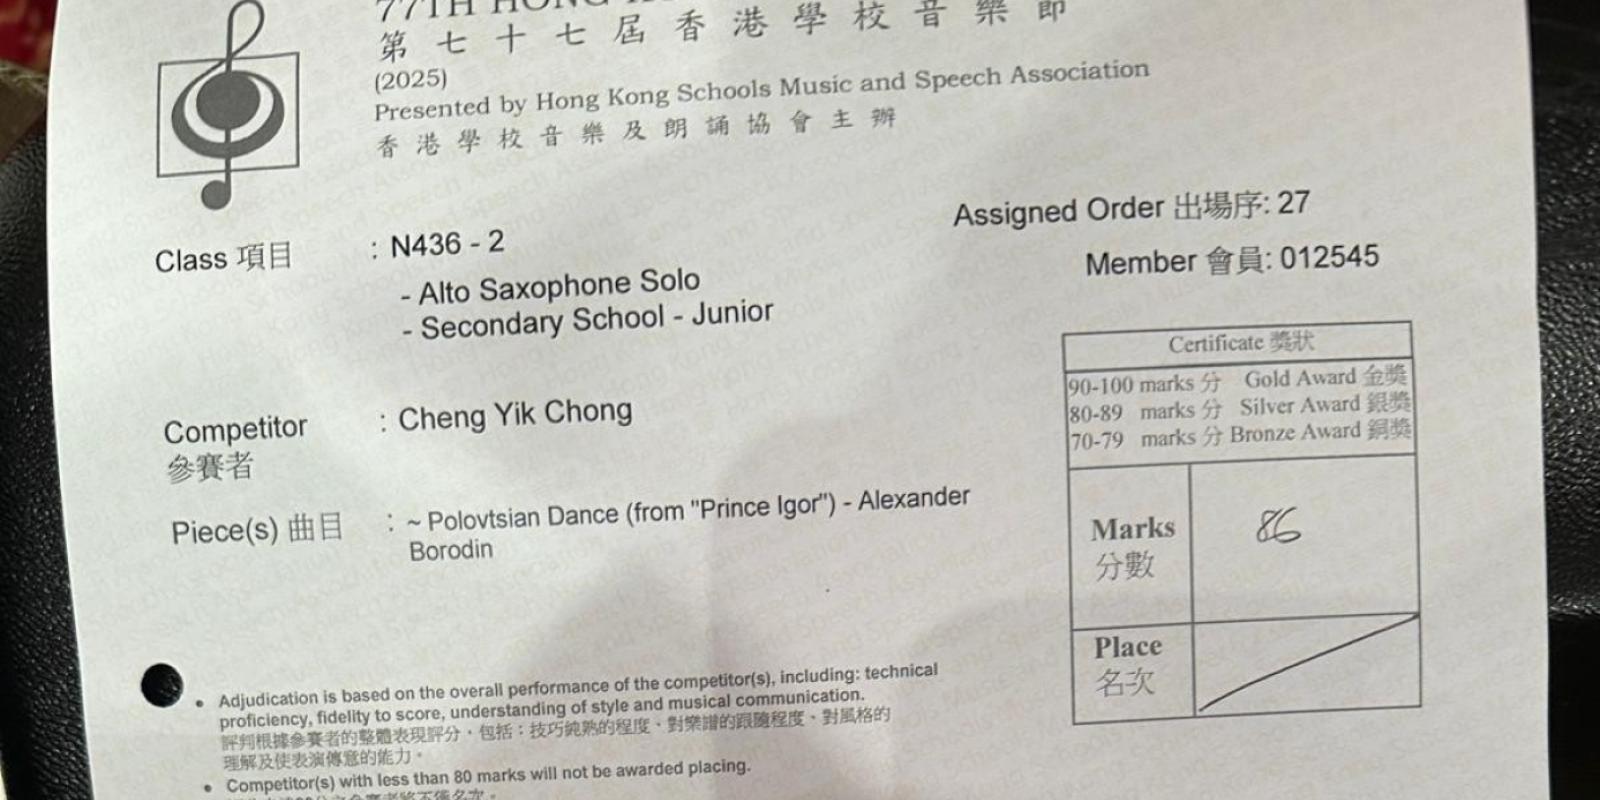 77TH HONG
第七十七屆香港學校音樂節
(2025)
Presented by Hong Kong Schools Music and Speech Association
香港學校音樂及朗誦協會主辦
Assigned Order 出場序: 27
Member 會員: 012545
Class 項目 : N436 - 2
- Alto Saxophone Solo
- Secondary School - Junior
Competitor : Cheng Yik Chong
參賽者
Piece(s) 曲目 : ~ Polovtsian Dance (from "Prince Igor") - Alexander
Borodin
Certificate 獎狀
90-100 marks 分 Gold Award 金獎
80-89 marks 分 Silver Award 銀獎
70-79 marks 分 Bronze Award 銅獎
Marks 86
分數
Place
名次
• Adjudication is based on the overall performance of the competitor(s), including: technical
proficiency, fidelity to score, understanding of style and musical communication.
評判根據參賽者的整體表現評分，包括：技巧純熟的程度、對樂譜的跟隨程度、對風格的
理解及使表演傳意的能力。
• Competitor(s) with less than 80 marks will not be awarded placing.